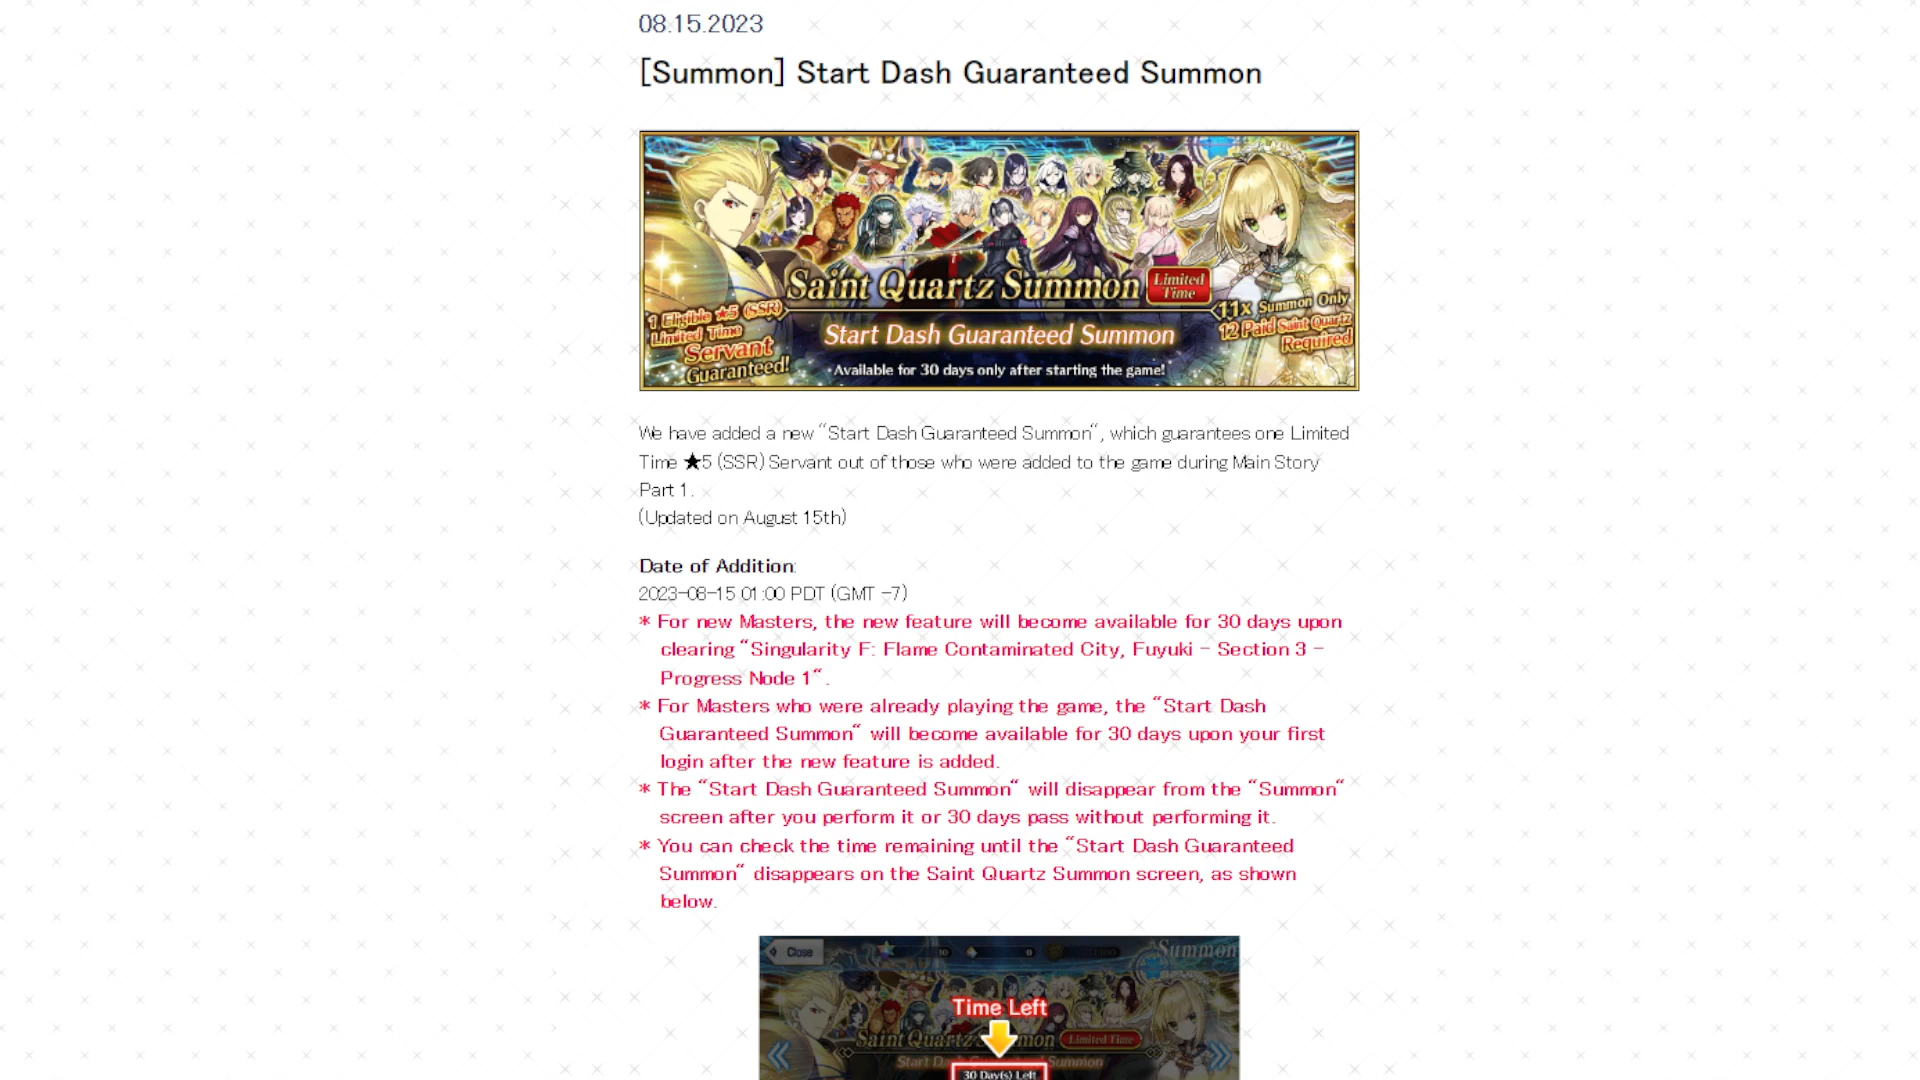 08.15.2023
[Summon] Start Dash Guaranteed Summon
Saint Quartz Summon
Limited
Time
1 Eligible ★5 (SSR)
Limited Time
Servant
Guaranteed!
Start Dash Guaranteed Summon
11x Summon Only
12 Paid Saint Quartz
Required
・Available for 30 days only after starting the game!
We have added a new "Start Dash Guaranteed Summon", which guarantees one Limited
Time ★5 (SSR) Servant out of those who were added to the game during Main Story
Part 1.
(Updated on August 15th)
Date of Addition:
2023-08-15 01:00 PDT (GMT -7)
* For new Masters, the new feature will become available for 30 days upon
clearing "Singularity F: Flame Contaminated City, Fuyuki - Section 3 -
Progress Node 1".
* For Masters who were already playing the game, the "Start Dash
Guaranteed Summon" will become available for 30 days upon your first
login after the new feature is added.
* The "Start Dash Guaranteed Summon" will disappear from the "Summon"
screen after you perform it or 30 days pass without performing it.
* You can check the time remaining until the "Start Dash Guaranteed
Summon" disappears on the Saint Quartz Summon screen, as shown
below.
Close
10
0
Summon
Time Left
Saint Quartz
mon
Limited Time
Start Da
Summon
30 Day(s) Left